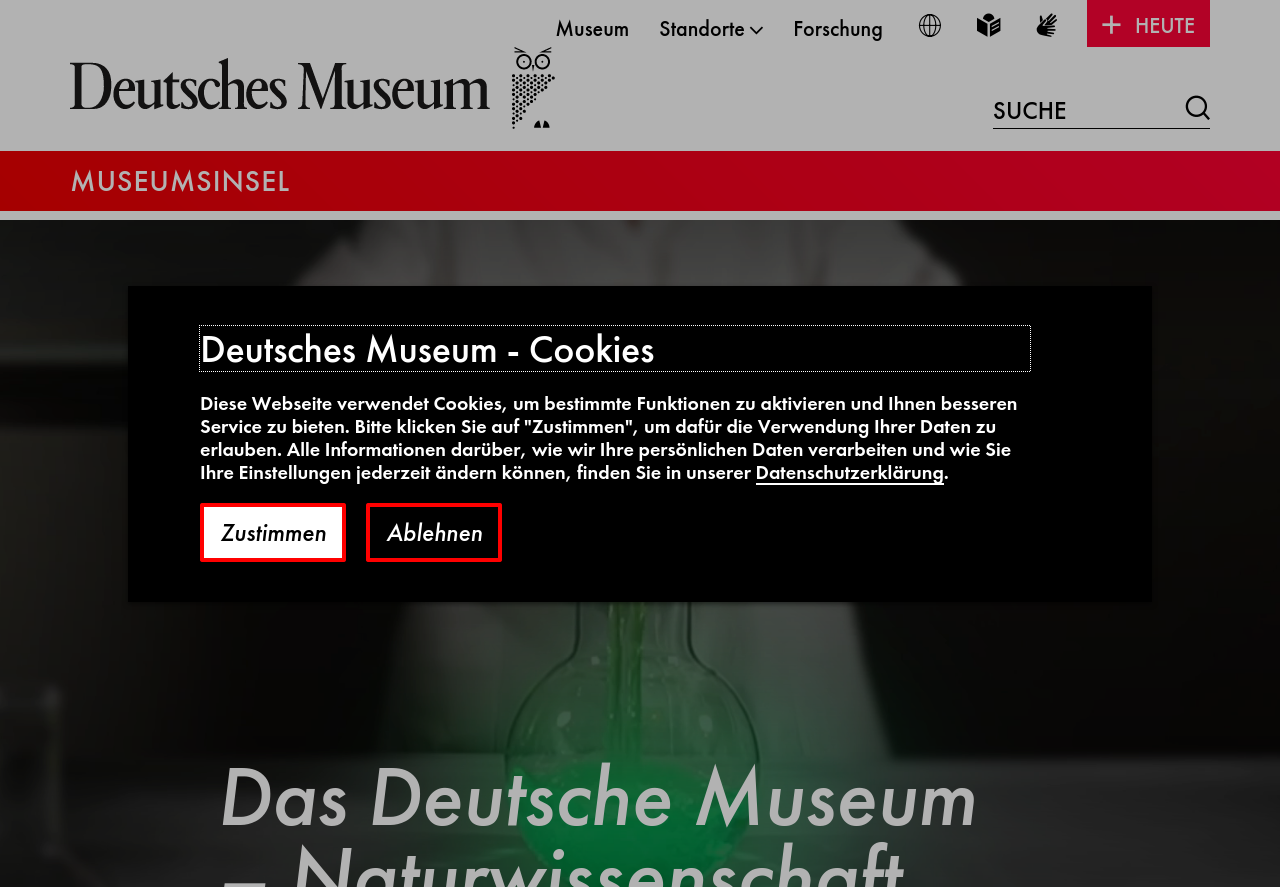 Museum
Standorte
Forschung
HEUTE
Deutsches Museum
SUCHE
MUSEUMSINSEL
Deutsches Museum - Cookies
Diese Webseite verwendet Cookies, um bestimmte Funktionen zu aktivieren und Ihnen besseren
Service zu bieten. Bitte klicken Sie auf "Zustimmen", um dafür die Verwendung Ihrer Daten zu
erlauben. Alle Informationen darüber, wie wir Ihre persönlichen Daten verarbeiten und wie Sie
Ihre Einstellungen jederzeit ändern können, finden Sie in unserer Datenschutzerklärung.
Zustimmen
Ablehnen
Das Deutsche Museum
– Naturwissenschaft